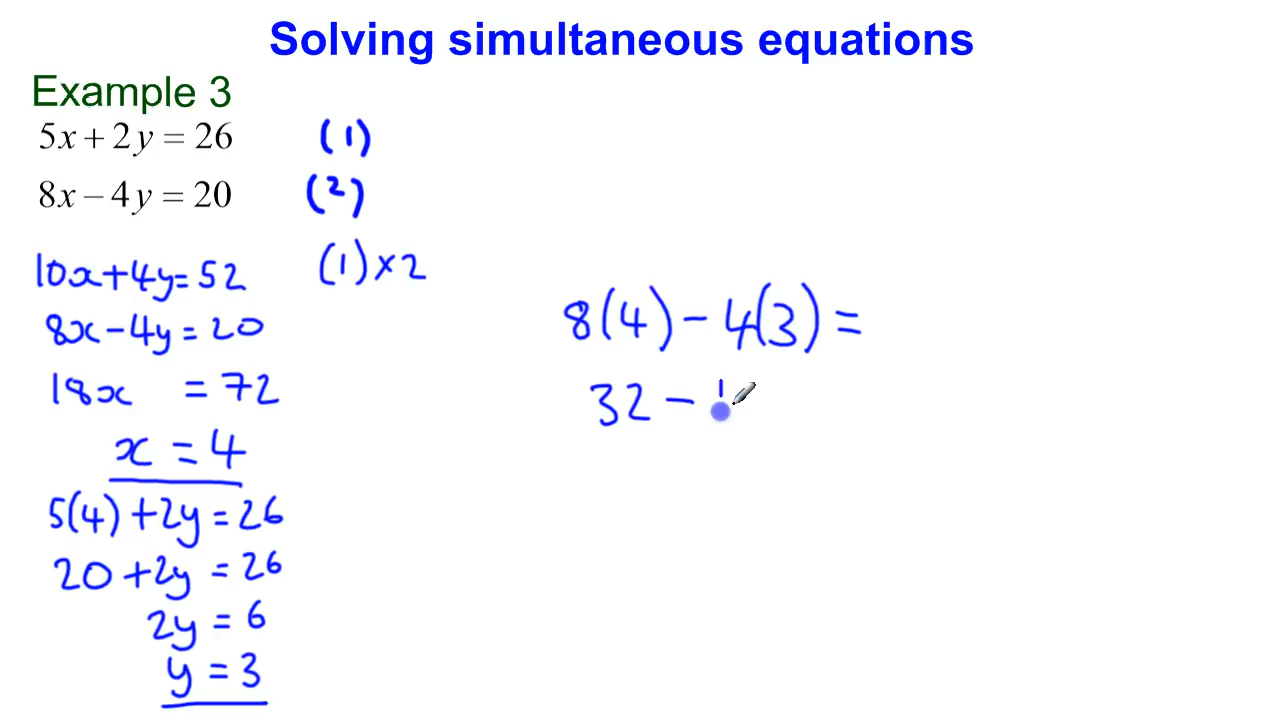 Solving simultaneous equations
Example 3
5x + 2y = 26 (1)
8x − 4y = 20 (2)
10x + 4y = 52 (1) × 2
8x − 4y = 20
18x = 72
x = 4
5(4) + 2y = 26
20 + 2y = 26
2y = 6
y = 3
8(4) − 4(3) =
32 − 1